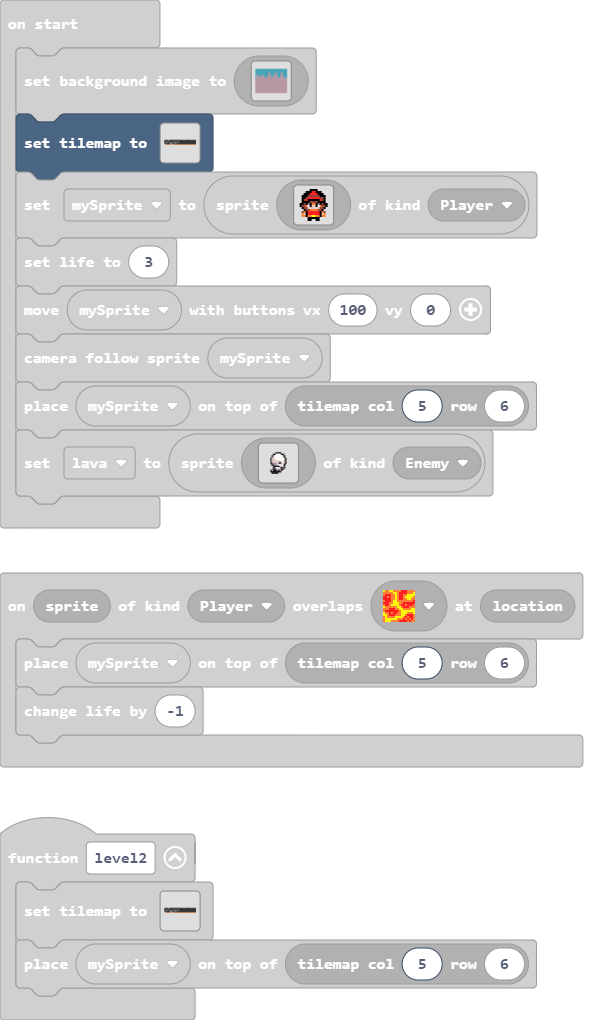 on start
set background image to
set tilemap to
set mySprite to sprite of kind Player
set life to 3
move mySprite with buttons vx 100 vy 0
camera follow sprite mySprite
place mySprite on top of tilemap col 5 row 6
set lava to sprite of kind Enemy
on sprite of kind Player overlaps at location
place mySprite on top of tilemap col 5 row 6
change life by -1
function level2
set tilemap to
place mySprite on top of tilemap col 5 row 6